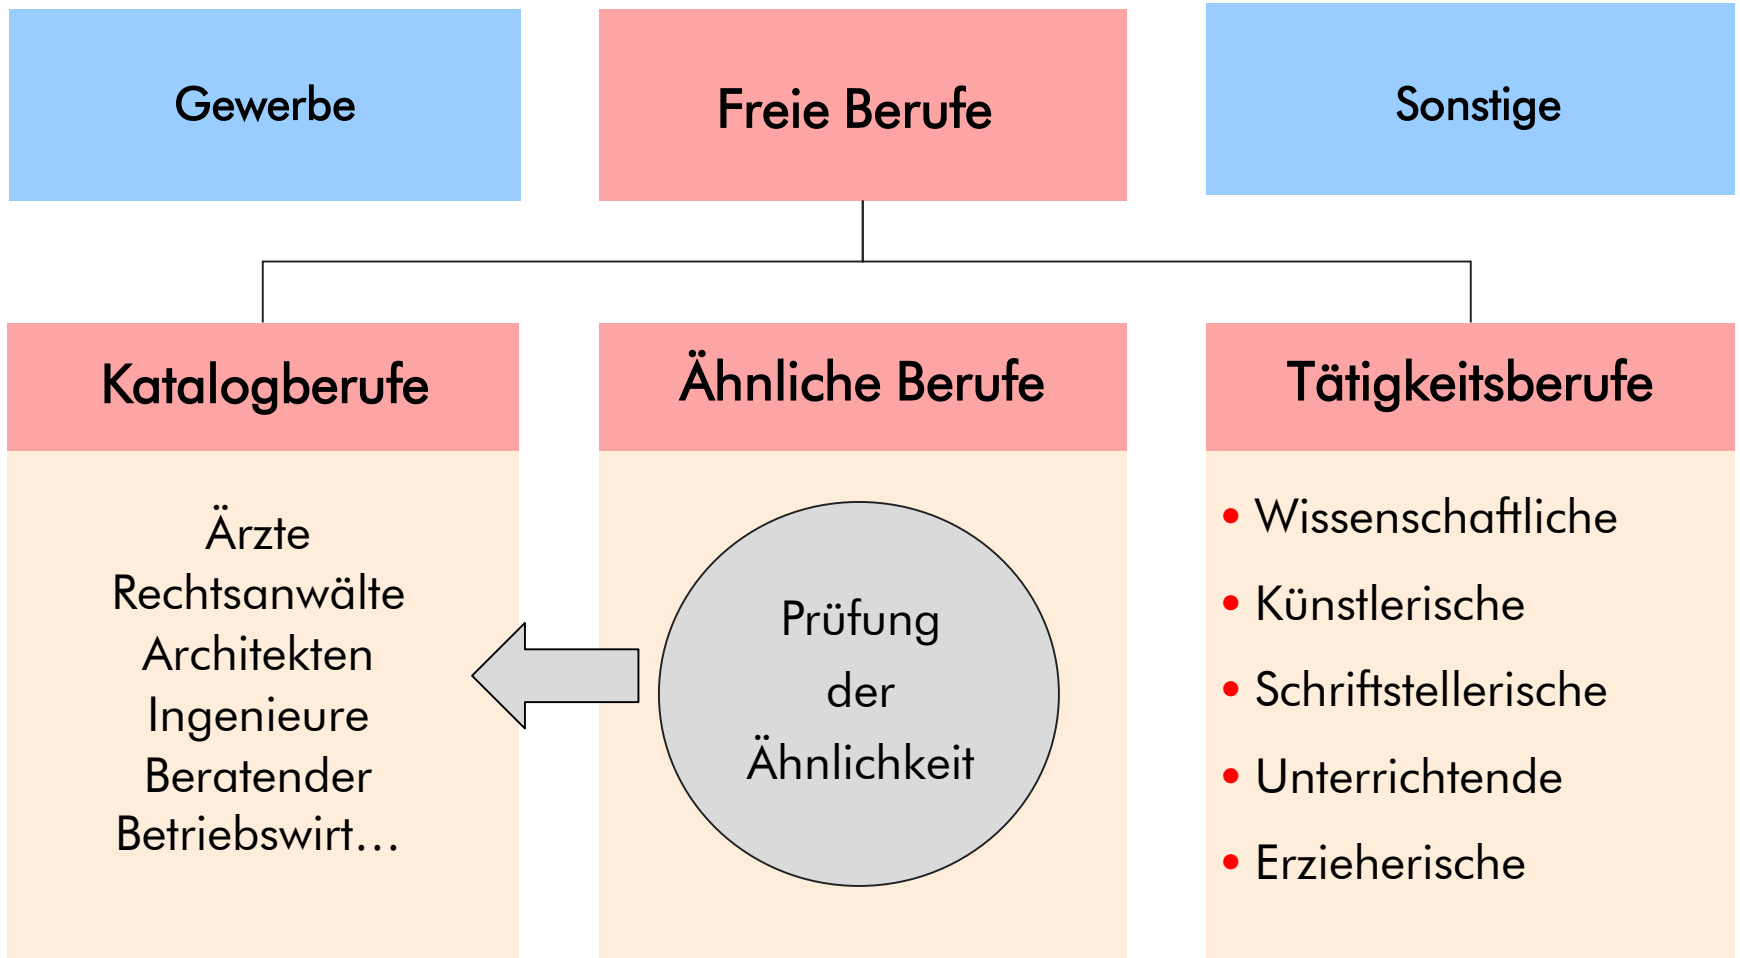 Gewerbe
Freie Berufe
Sonstige
Katalogberufe
Ähnliche Berufe
Tätigkeitsberufe
Ärzte
Rechtsanwälte
Architekten
Ingenieure
Beratender
Betriebswirt…
Prüfung
der
Ähnlichkeit
• Wissenschaftliche
• Künstlerische
• Schriftstellerische
• Unterrichtende
• Erzieherische